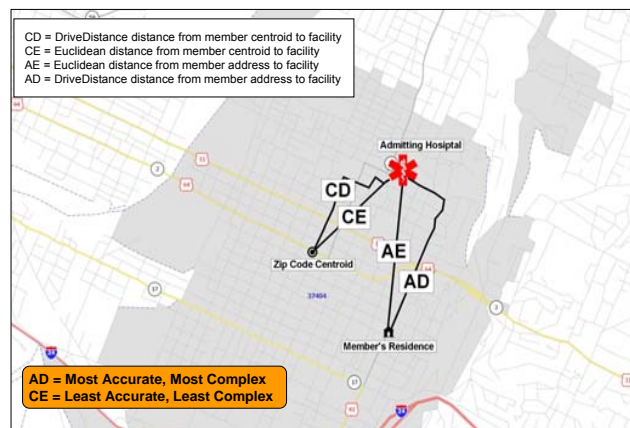 CD = DriveDistance distance from member centroid to facility
CE = Euclidean distance from member centroid to facility
AE = Euclidean distance from member address to facility
AD = DriveDistance distance from member address to facility
Admitting Hosiptal
CD
CE
AE
AD
Zip Code Centroid
37404
Member's Residence
AD = Most Accurate, Most Complex
CE = Least Accurate, Least Complex